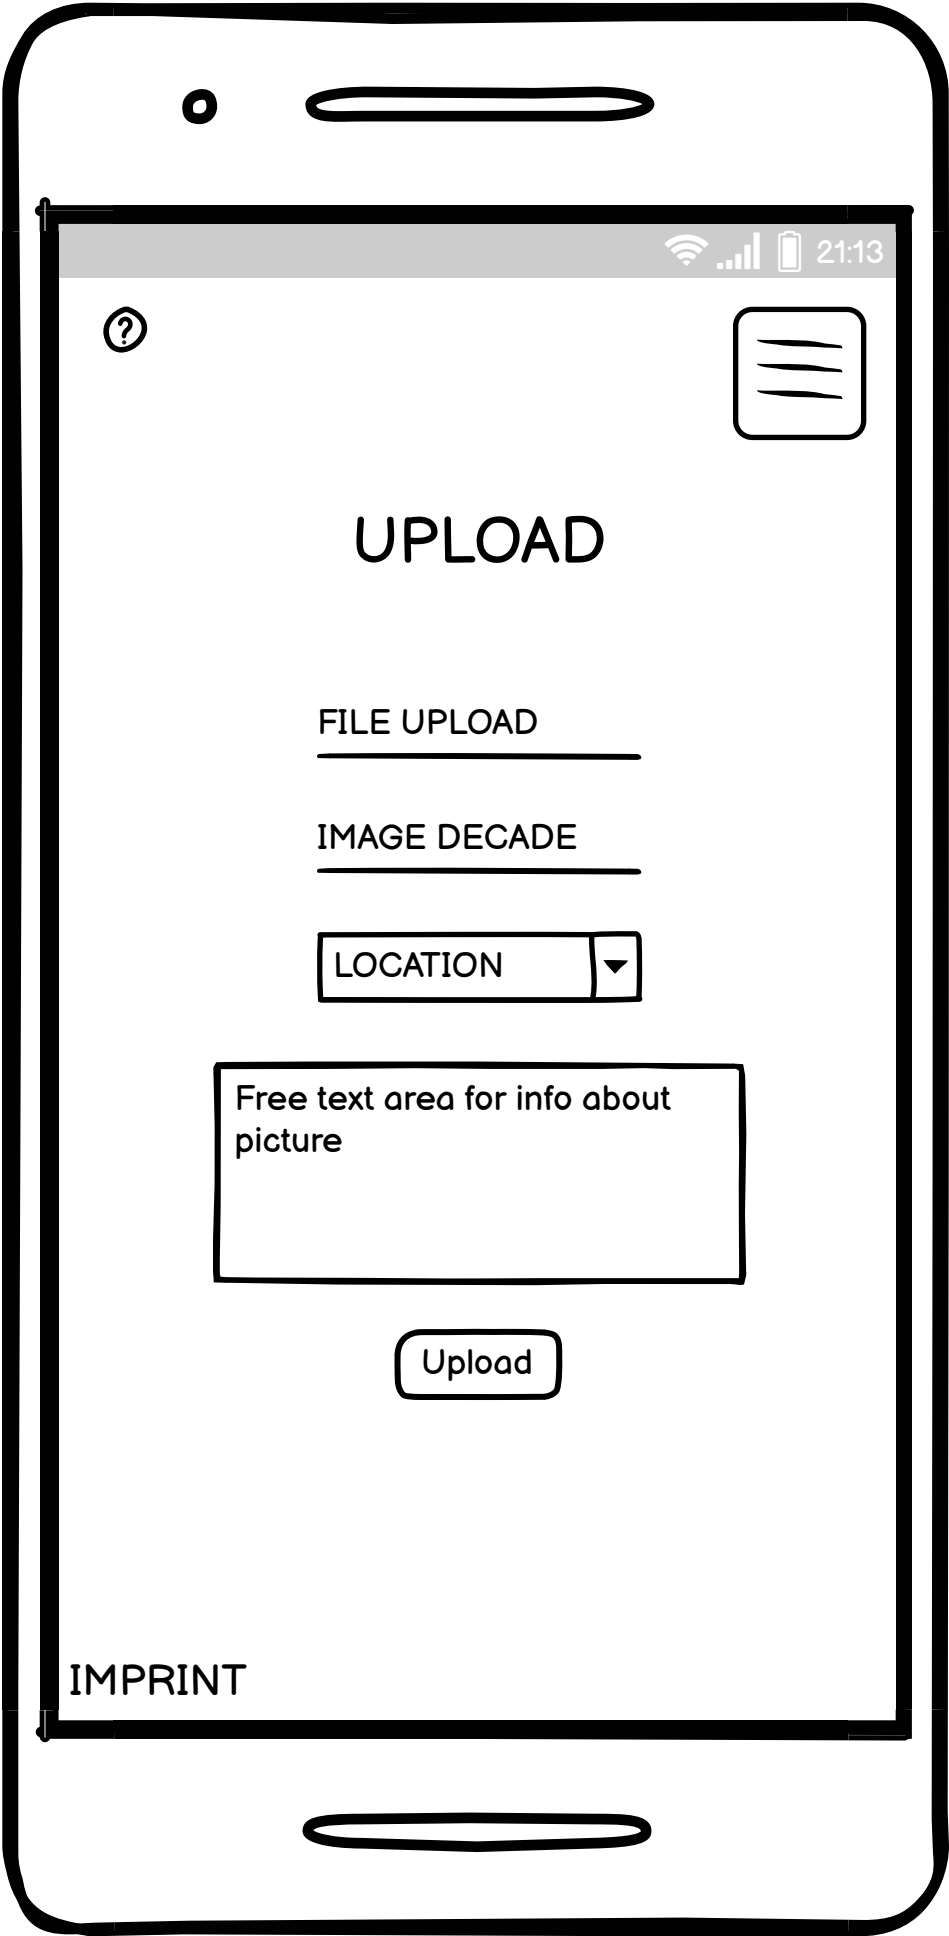 21:13
?
UPLOAD
FILE UPLOAD
IMAGE DECADE
LOCATION
Free text area for info about
picture
Upload
IMPRINT